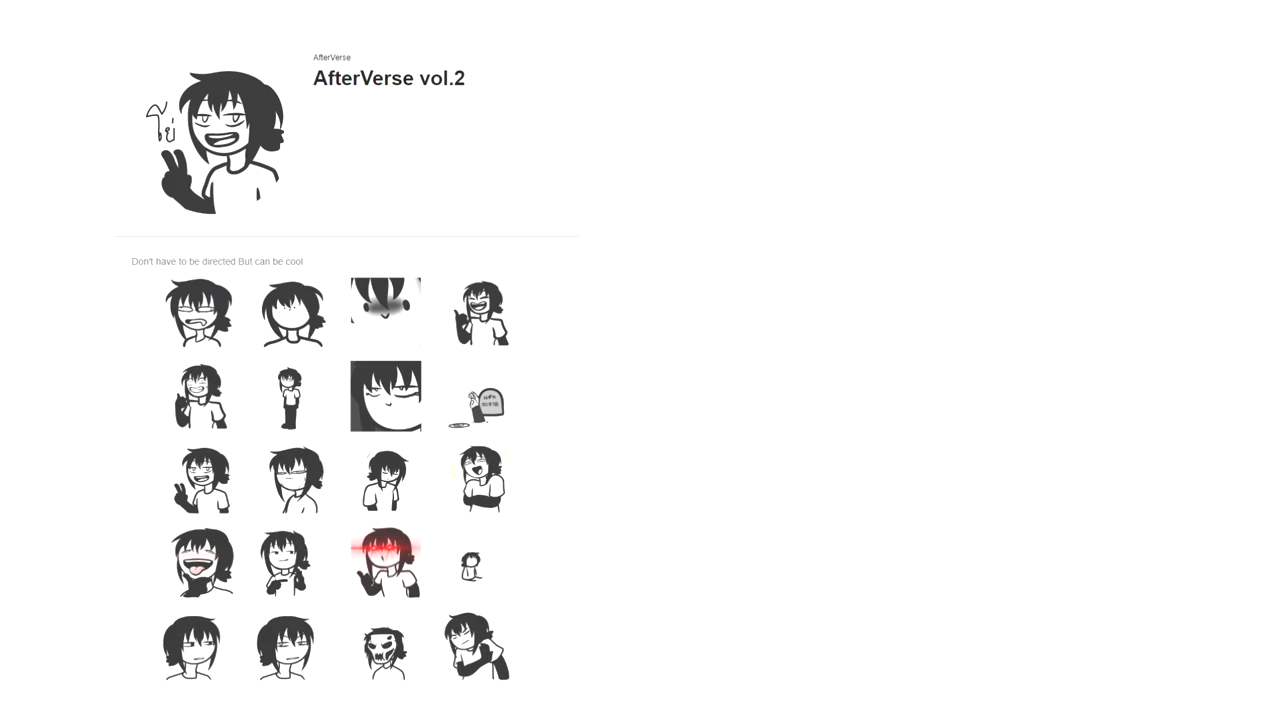 AfterVerse
AfterVerse vol.2
Don't have to be directed But can be cool